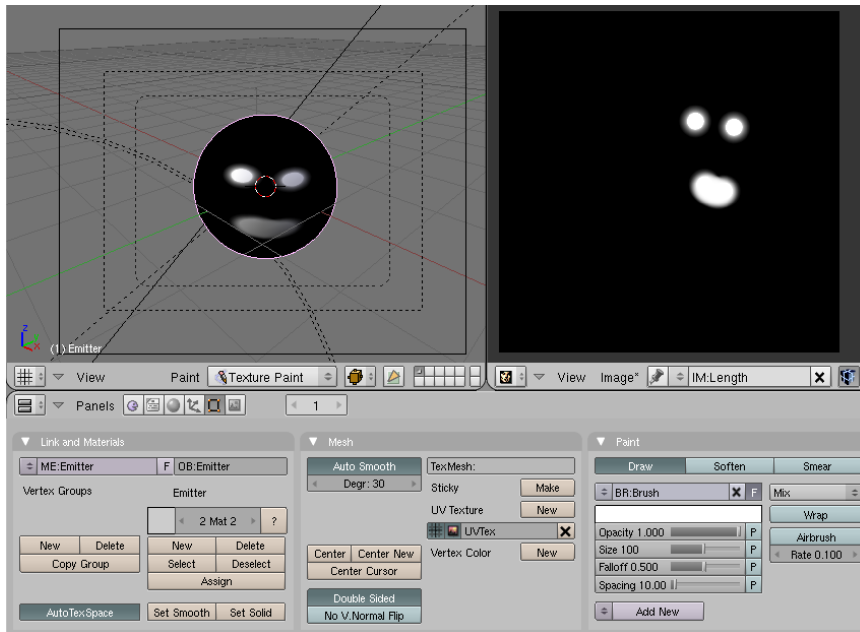 z
x
(1) Emitter
View Paint Texture Paint
View Image* IM:Length X
Panels 1
Link and Materials
ME:Emitter F OB:Emitter
Vertex Groups Emitter
2 Mat 2 ?
New Delete New Delete
Copy Group Select Deselect
Assign
AutoTexSpace Set Smooth Set Solid
Mesh
Auto Smooth TexMesh:
Degr: 30 Sticky Make
UV Texture New
UVTex X
Center Center New Vertex Color New
Center Cursor
Double Sided
No V.Normal Flip
Paint
Draw Soften Smear
BR:Brush X F Mix
Wrap
Opacity 1.000 P Airbrush
Size 100 P Rate 0.100
Falloff 0.500 P
Spacing 10.00 P
Add New